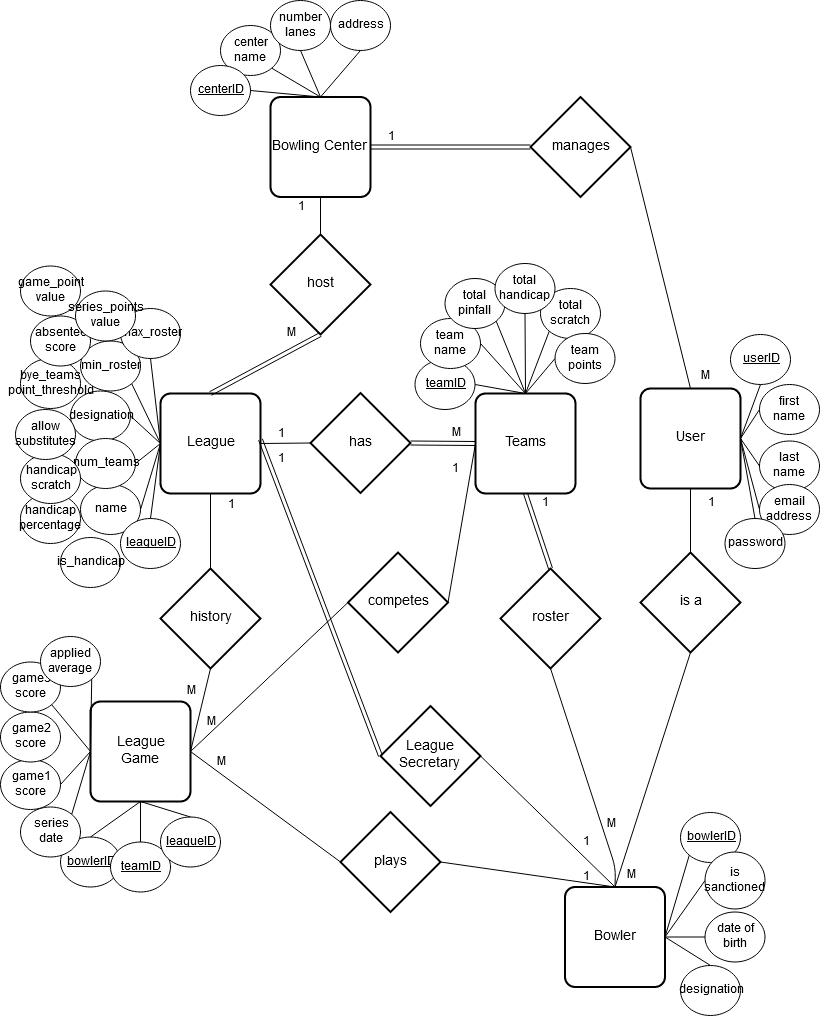 number
lanes
address
center
name
centerID
Bowling Center
1
manages
1
host
M
game_point
value
series_points
value
max_roster
absentee
score
min_roster
bye_teams
point_threshold
designation
allow
substitutes
num_teams
handicap
scratch
name
handicap
percentage
leagueID
is_handicap
total
pinfall
total
handicap
total
scratch
team
name
team
points
teamID
userID
first
name
last
name
email
address
password
M
League
1
1
has
M
1
Teams
User
1
1
1
history
competes
roster
is a
M
M
M
applied
average
game3
score
game2
score
game1
score
series
date
League
Game
bowlerID
teamID
leagueID
League
Secretary
plays
M
1
1
M
Bowler
bowlerID
is
sanctioned
date of
birth
designation